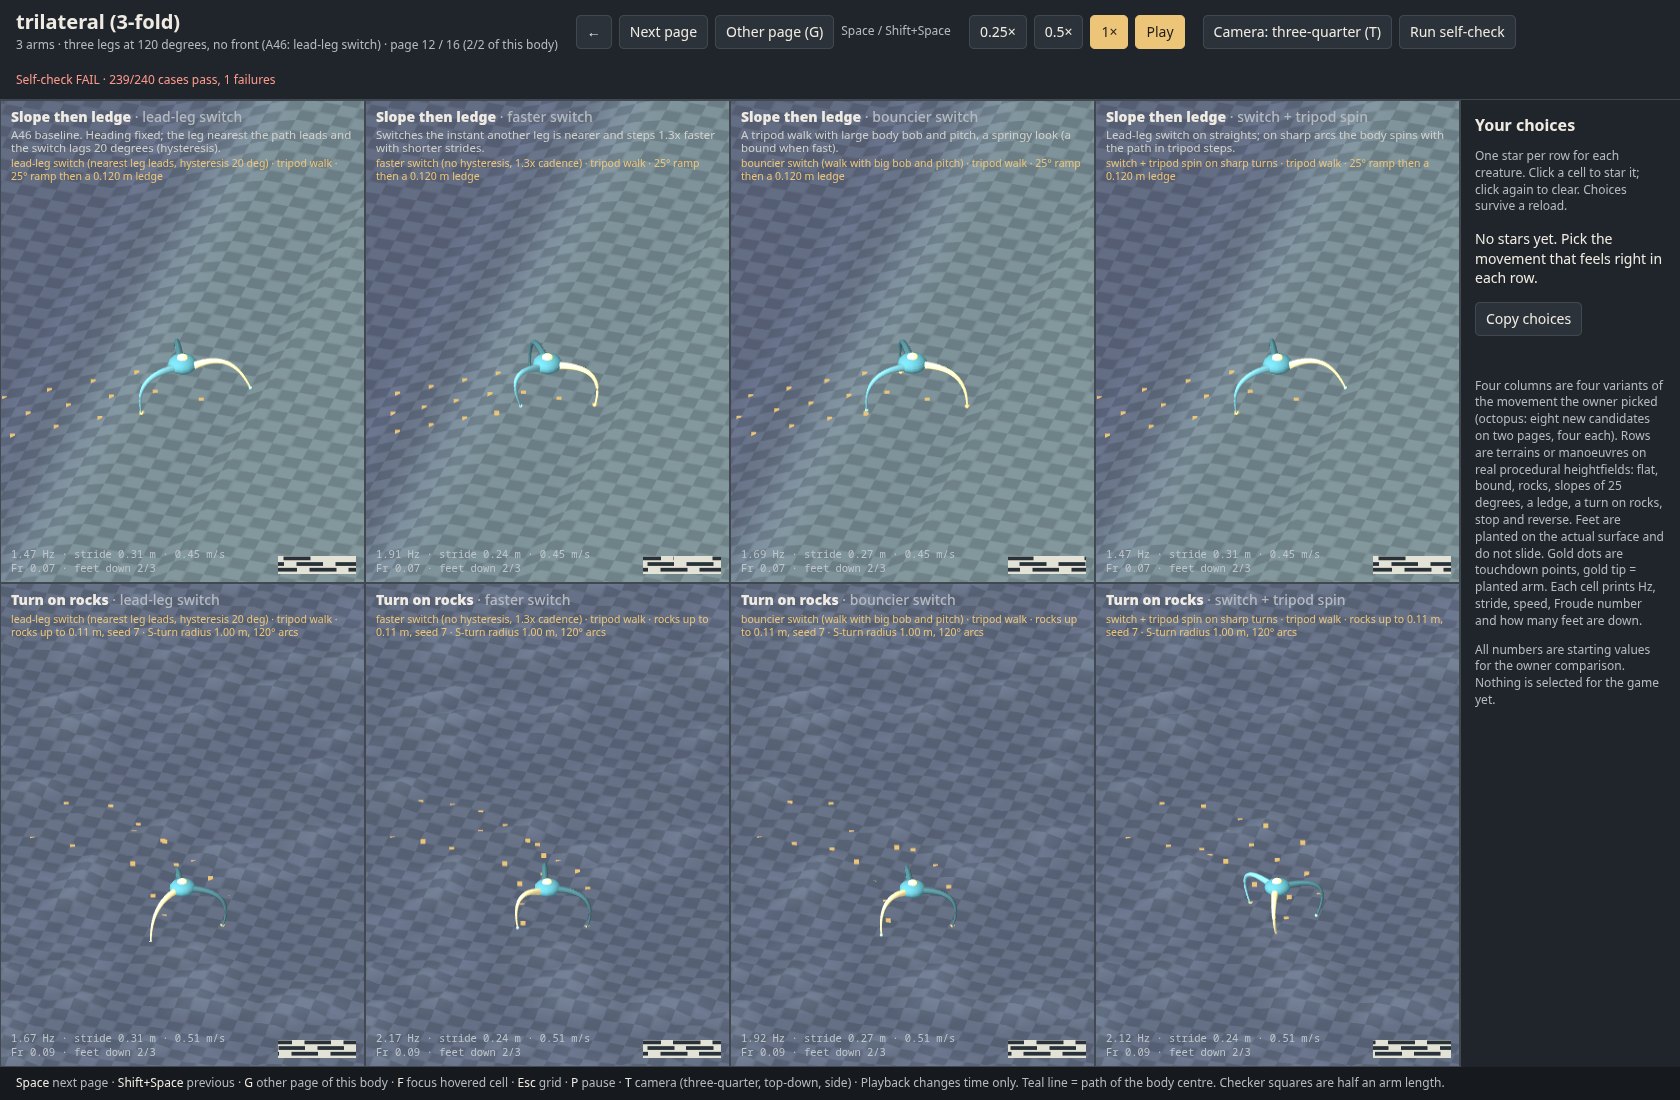 trilateral (3-fold)
3 arms · three legs at 120 degrees, no front (A46: lead-leg switch) · page 12 / 16 (2/2 of this body)
←
Next page
Other page (G)
Space / Shift+Space
0.25×
0.5×
1×
Play
Camera: three-quarter (T)
Run self-check
Self-check FAIL · 239/240 cases pass, 1 failures
Slope then ledge · lead-leg switch
A46 baseline. Heading fixed; the leg nearest the path leads and
the switch lags 20 degrees (hysteresis).
lead-leg switch (nearest leg leads, hysteresis 20 deg) · tripod walk ·
25° ramp then a 0.120 m ledge
1.47 Hz · stride 0.31 m · 0.45 m/s
Fr 0.07 · feet down 2/3
Slope then ledge · faster switch
Switches the instant another leg is nearer and steps 1.3x faster
with shorter strides.
faster switch (no hysteresis, 1.3x cadence) · tripod walk · 25° ramp
then a 0.120 m ledge
1.91 Hz · stride 0.24 m · 0.45 m/s
Fr 0.07 · feet down 2/3
Slope then ledge · bouncier switch
A tripod walk with large body bob and pitch, a springy look (a
bound when fast).
bouncier switch (walk with big bob and pitch) · tripod walk · 25° ramp
then a 0.120 m ledge
1.69 Hz · stride 0.27 m · 0.45 m/s
Fr 0.07 · feet down 2/3
Slope then ledge · switch + tripod spin
Lead-leg switch on straights; on sharp arcs the body spins with
the path in tripod steps.
switch + tripod spin on sharp turns · tripod walk · 25° ramp then a
0.120 m ledge
1.47 Hz · stride 0.31 m · 0.45 m/s
Fr 0.07 · feet down 2/3
Turn on rocks · lead-leg switch
lead-leg switch (nearest leg leads, hysteresis 20 deg) · tripod walk ·
rocks up to 0.11 m, seed 7 · S-turn radius 1.00 m, 120° arcs
1.67 Hz · stride 0.31 m · 0.51 m/s
Fr 0.09 · feet down 2/3
Turn on rocks · faster switch
faster switch (no hysteresis, 1.3x cadence) · tripod walk · rocks up to
0.11 m, seed 7 · S-turn radius 1.00 m, 120° arcs
2.17 Hz · stride 0.24 m · 0.51 m/s
Fr 0.09 · feet down 2/3
Turn on rocks · bouncier switch
bouncier switch (walk with big bob and pitch) · tripod walk · rocks up
to 0.11 m, seed 7 · S-turn radius 1.00 m, 120° arcs
1.92 Hz · stride 0.27 m · 0.51 m/s
Fr 0.09 · feet down 2/3
Turn on rocks · switch + tripod spin
switch + tripod spin on sharp turns · tripod walk · rocks up to 0.11 m,
seed 7 · S-turn radius 1.00 m, 120° arcs
2.12 Hz · stride 0.24 m · 0.51 m/s
Fr 0.09 · feet down 2/3
Your choices
One star per row for each
creature. Click a cell to star it;
click again to clear. Choices
survive a reload.
No stars yet. Pick the
movement that feels right in
each row.
Copy choices
Four columns are four variants of
the movement the owner picked
(octopus: eight new candidates
on two pages, four each). Rows
are terrains or manoeuvres on
real procedural heightfields: flat,
bound, rocks, slopes of 25
degrees, a ledge, a turn on rocks,
stop and reverse. Feet are
planted on the actual surface and
do not slide. Gold dots are
touchdown points, gold tip =
planted arm. Each cell prints Hz,
stride, speed, Froude number
and how many feet are down.
All numbers are starting values
for the owner comparison.
Nothing is selected for the game
yet.
Space next page · Shift+Space previous · G other page of this body · F focus hovered cell · Esc grid · P pause · T camera (three-quarter, top-down, side) · Playback changes time only. Teal line = path of the body centre. Checker squares are half an arm length.